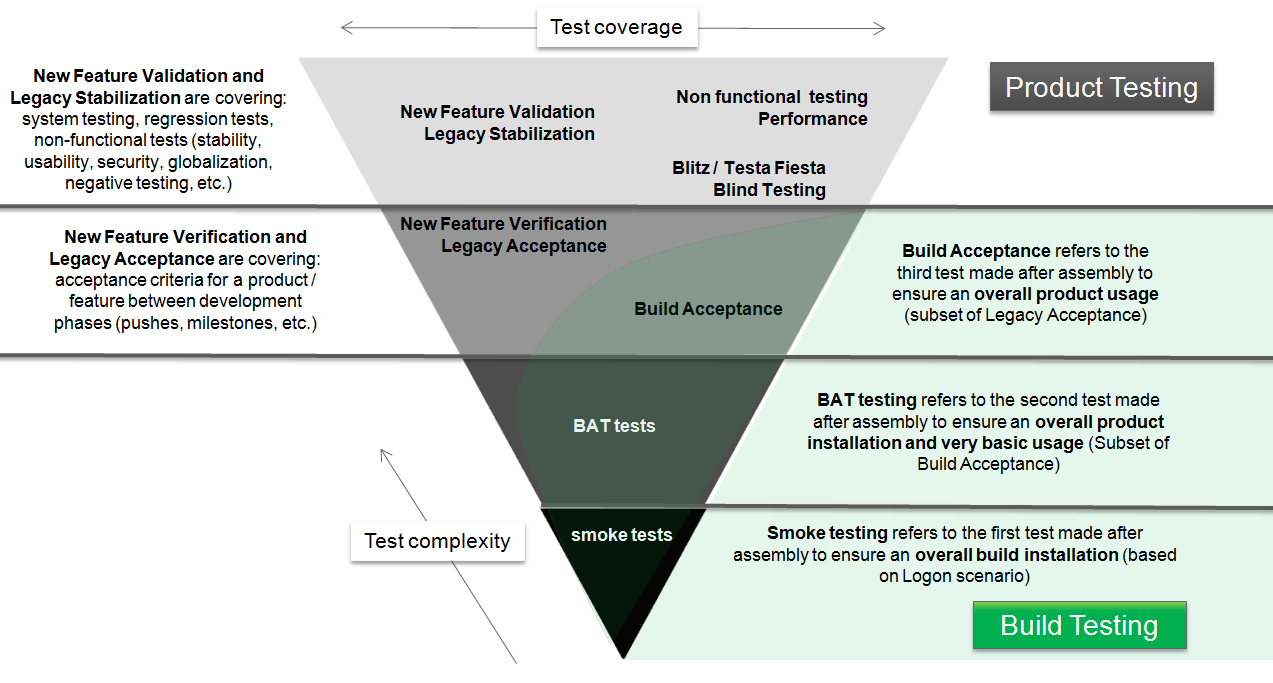 Test coverage
Product Testing
New Feature Validation and
Legacy Stabilization are covering:
system testing, regression tests,
non-functional tests (stability,
usability, security, globalization,
negative testing, etc.)
New Feature Validation
Legacy Stabilization
Non functional testing
Performance
Blitz / Testa Fiesta
Blind Testing
New Feature Verification and
Legacy Acceptance are covering:
acceptance criteria for a product /
feature between development
phases (pushes, milestones, etc.)
New Feature Verification
Legacy Acceptance
Build Acceptance
Build Acceptance refers to the
third test made after assembly to
ensure an overall product usage
(subset of Legacy Acceptance)
BAT tests
BAT testing refers to the second test made
after assembly to ensure an overall product
installation and very basic usage (Subset of
Build Acceptance)
Test complexity
smoke tests
Smoke testing refers to the first test made after
assembly to ensure an overall build installation (based
on Logon scenario)
Build Testing